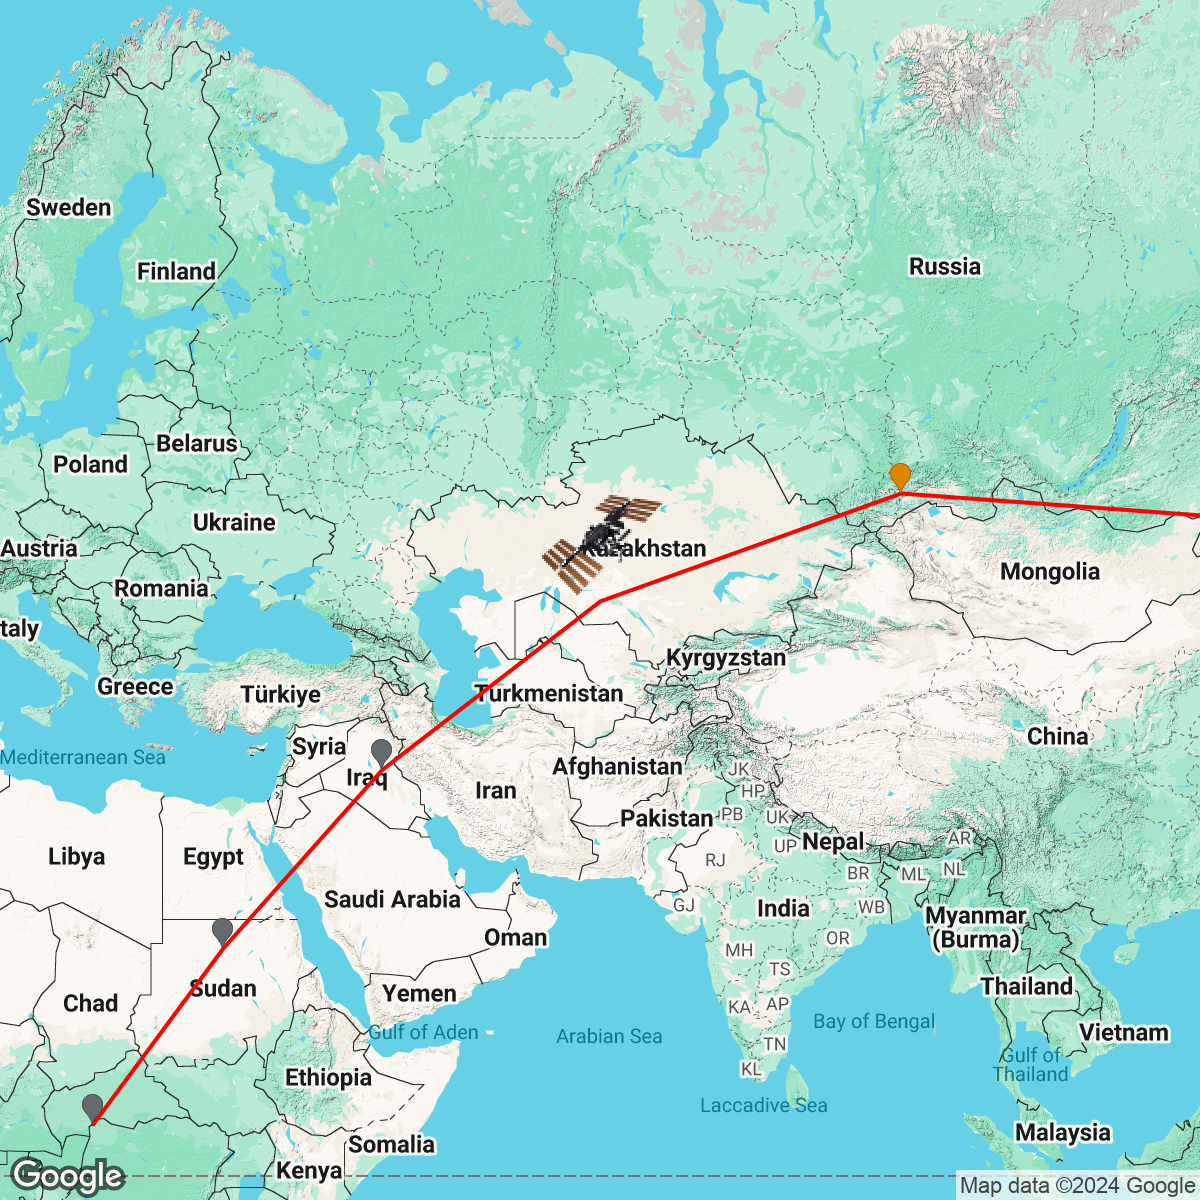 Sweden
Finland
Russia
Belarus
Poland
Ukraine
Austria
Kazakhstan
Mongolia
Romania
taly
Kyrgyzstan
Greece
Türkiye
Turkmenistan
Syria
China
Mediterranean Sea
Iraq
Iran
Afghanistan
JK
HP
Pakistan
PB
UK
Nepal
AR
Libya
Egypt
UP
RJ
BR
ML
NL
Saudi Arabia
GJ
India
WB
Myanmar
(Burma)
Oman
OR
MH
TS
Sudan
Thailand
Chad
Yemen
KA
AP
Gulf of Aden
Arabian Sea
Bay of Bengal
Vietnam
TN
Gulf of
Thailand
KL
Ethiopia
Laccadive Sea
Malaysia
Somalia
Kenya
Google
Map data ©2024 Google